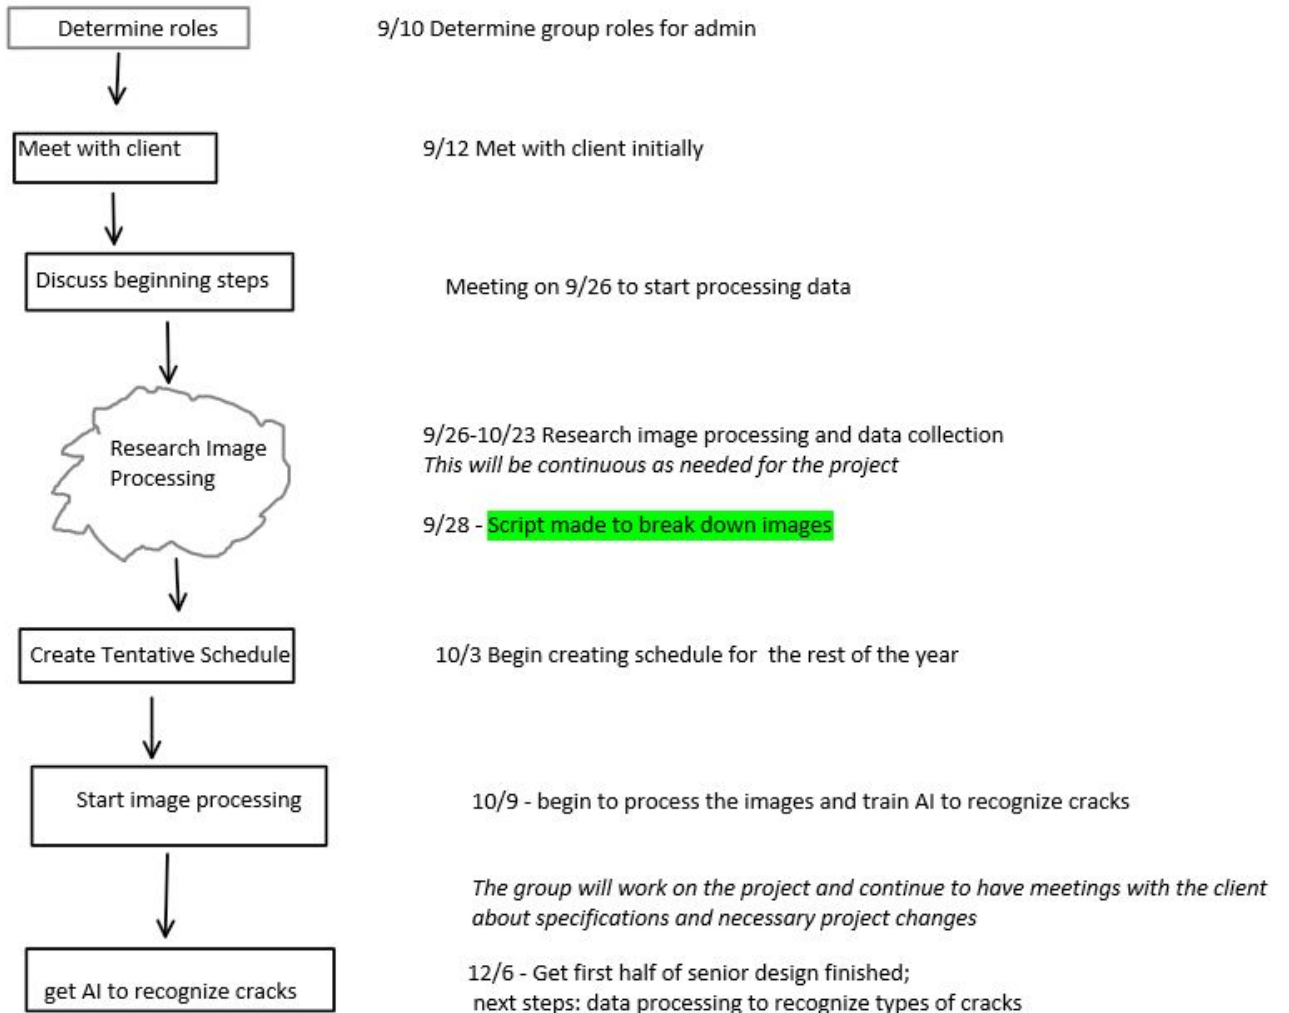 Determine roles
9/10 Determine group roles for admin
Meet with client
9/12 Met with client initially
Discuss beginning steps
Meeting on 9/26 to start processing data
Research Image
Processing
9/26-10/23 Research image processing and data collection
This will be continuous as needed for the project
9/28 - Script made to break down images
Create Tentative Schedule
10/3 Begin creating schedule for  the rest of the year
Start image processing
10/9 - begin to process the images and train AI to recognize cracks
The group will work on the project and continue to have meetings with the client
about specifications and necessary project changes
get AI to recognize cracks
12/6 - Get first half of senior design finished;
next steps: data processing to recognize types of cracks